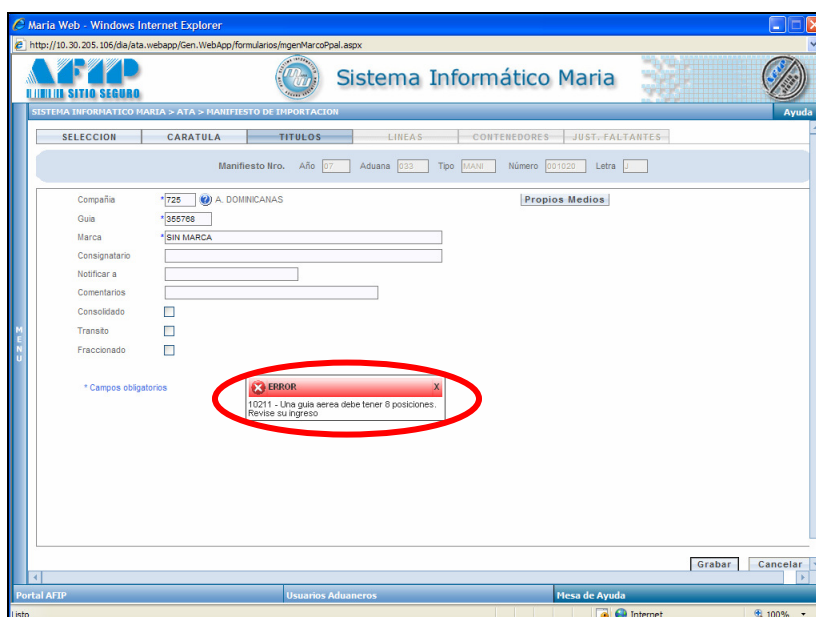 Maria Web - Windows Internet Explorer
http://10.30.205.106/dia/ata.webapp/Gen.WebApp/formularios/mgenMarcoPpal.aspx
AFIP
SITIO SEGURO
Sistema Informático Maria
SISTEMA INFORMATICO MARIA > ATA > MANIFIESTO DE IMPORTACION
Ayuda
SELECCION CARATULA TITULOS LINEAS CONTENEDORES JUST. FALTANTES
Manifiesto Nro. Año 07 Aduana 033 Tipo MANI Número 001020 Letra J
Compañia *725 A. DOMINICANAS Propios Medios
Guia *355768
Marca *SIN MARCA
Consignatario
Notificar a
Comentarios
Consolidado
Transito
Fraccionado
MENU
* Campos obligatorios
ERROR X
10211 - Una guia aerea debe tener 8 posiciones.
Revise su ingreso
Grabar Cancelar
Portal AFIP Usuarios Aduaneros Mesa de Ayuda
Listo Internet 100%